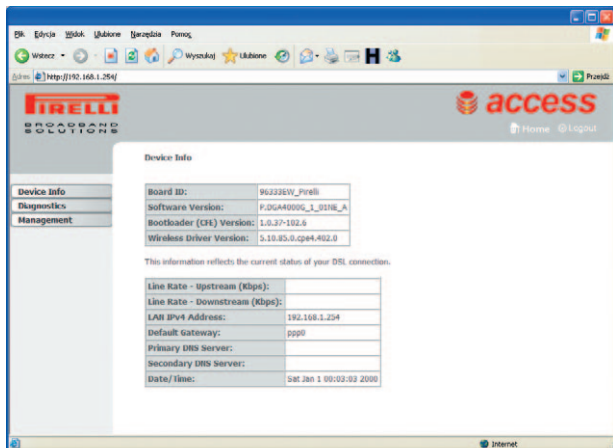 Plik Edycja Widok Ulubione Narzędzia Pomoc
Wstecz Wyszukaj Ulubione H
Adres http://192.168.1.254/ Przejdź
PIRELLI
BROADBAND
SOLUTIONS
access
Home Logout
Device Info
Device Info
Diagnostics
Management
Board ID: 96333EW_Pirelli
Software Version: P.DGA4000G_1_01NE_A
Bootloader (CFE) Version: 1.0.37-102.6
Wireless Driver Version: 5.10.85.0.cpe4.402.0
This information reflects the current status of your DSL connection.
Line Rate - Upstream (Kbps):
Line Rate - Downstream (Kbps):
LAN IPv4 Address: 192.168.1.254
Default Gateway: ppp0
Primary DNS Server:
Secondary DNS Server:
Date/Time: Sat Jan 1 00:03:03 2000
Internet